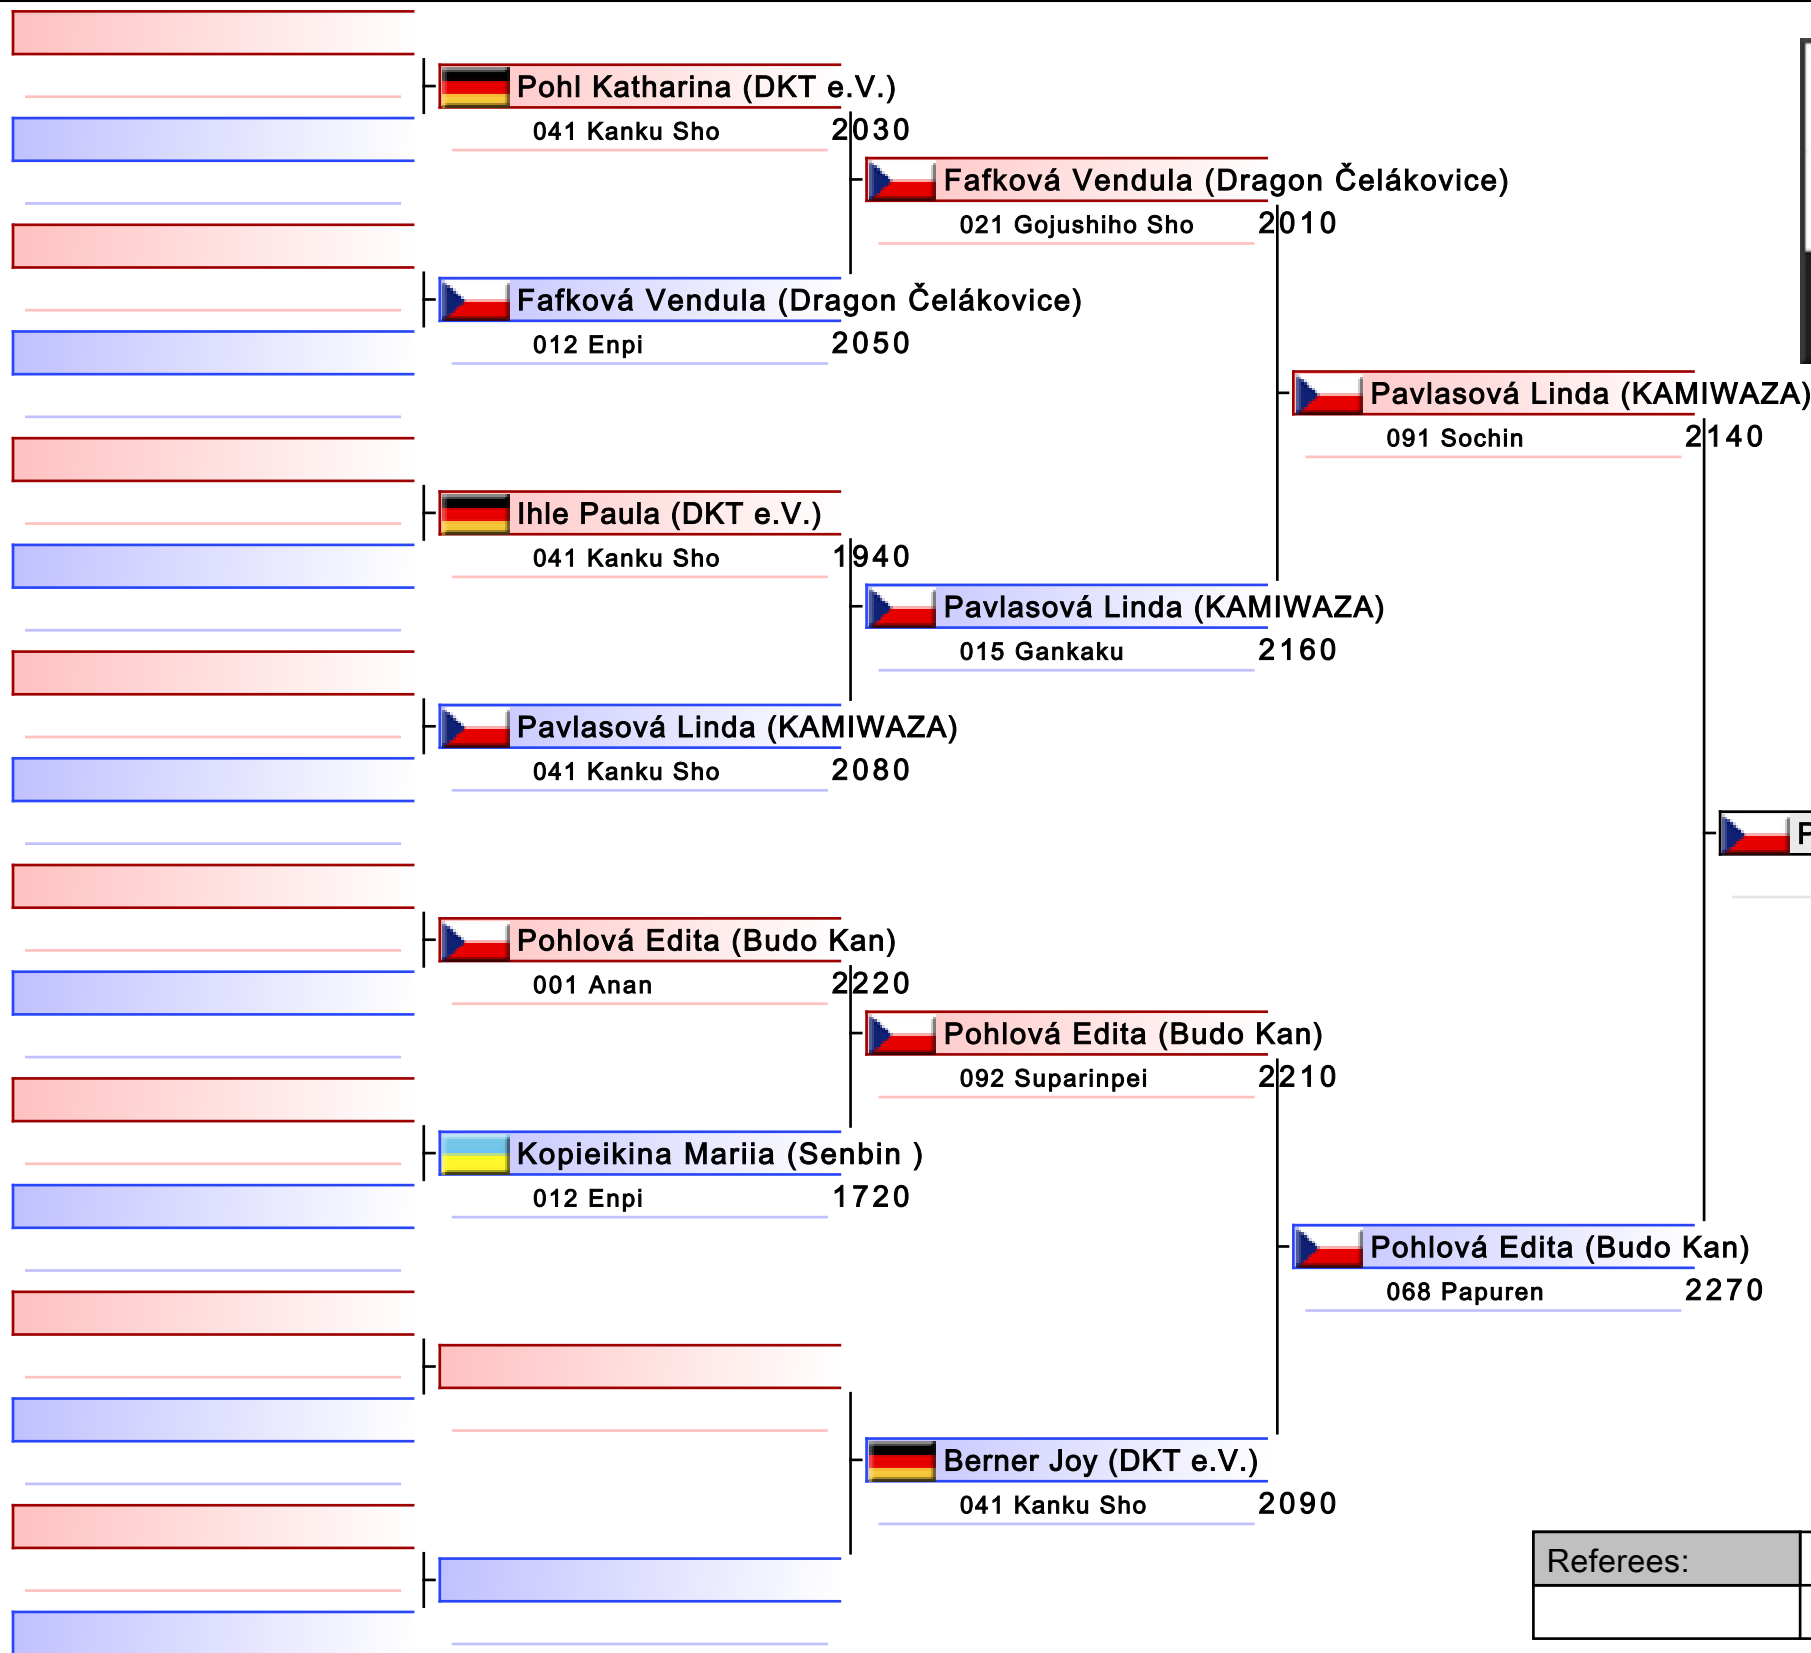 Pohl Katharina (DKT e.V.)
041 Kanku Sho 2030
Fafková Vendula (Dragon Čelákovice)
021 Gojushiho Sho 2010
Fafková Vendula (Dragon Čelákovice)
012 Enpi 2050
Pavlasová Linda (KAMIWAZA)
091 Sochin 2140
Ihle Paula (DKT e.V.)
041 Kanku Sho 1940
Pavlasová Linda (KAMIWAZA)
015 Gankaku 2160
Pavlasová Linda (KAMIWAZA)
041 Kanku Sho 2080
P
Pohlová Edita (Budo Kan)
001 Anan 2220
Pohlová Edita (Budo Kan)
092 Suparinpei 2210
Kopieikina Mariia (Senbin )
012 Enpi 1720
Pohlová Edita (Budo Kan)
068 Papuren 2270
Berner Joy (DKT e.V.)
041 Kanku Sho 2090
Referees: